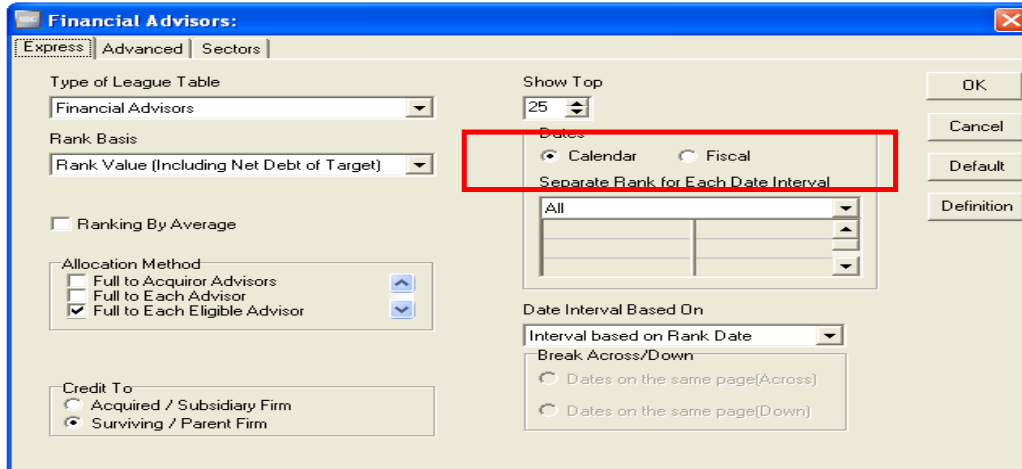 Financial Advisors:
Express Advanced Sectors
Type of League Table
Financial Advisors
Rank Basis
Rank Value (Including Net Debt of Target)
Ranking By Average
Allocation Method
Full to Acquiror Advisors
Full to Each Advisor
Full to Each Eligible Advisor
Credit To
Acquired / Subsidiary Firm
Surviving / Parent Firm
Show Top
25
Dates
Calendar Fiscal
Separate Rank for Each Date Interval
All
Date Interval Based On
Interval based on Rank Date
Break Across/Down
Dates on the same page(Across)
Dates on the same page(Down)
OK
Cancel
Default
Definition